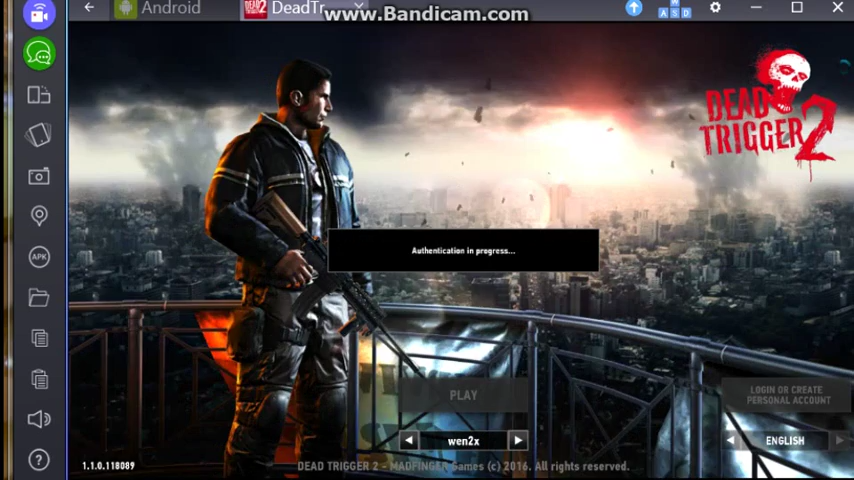 Android
DeadTr
www.Bandicam.com
W
A S D
DEAD
TRIGGER 2
APK
Authentication in progress...
PLAY
LOGIN OR CREATE
PERSONAL ACCOUNT
wen2x
ENGLISH
1.1.0.118089
DEAD TRIGGER 2 - MADFINGER Games (c) 2016. All rights reserved.